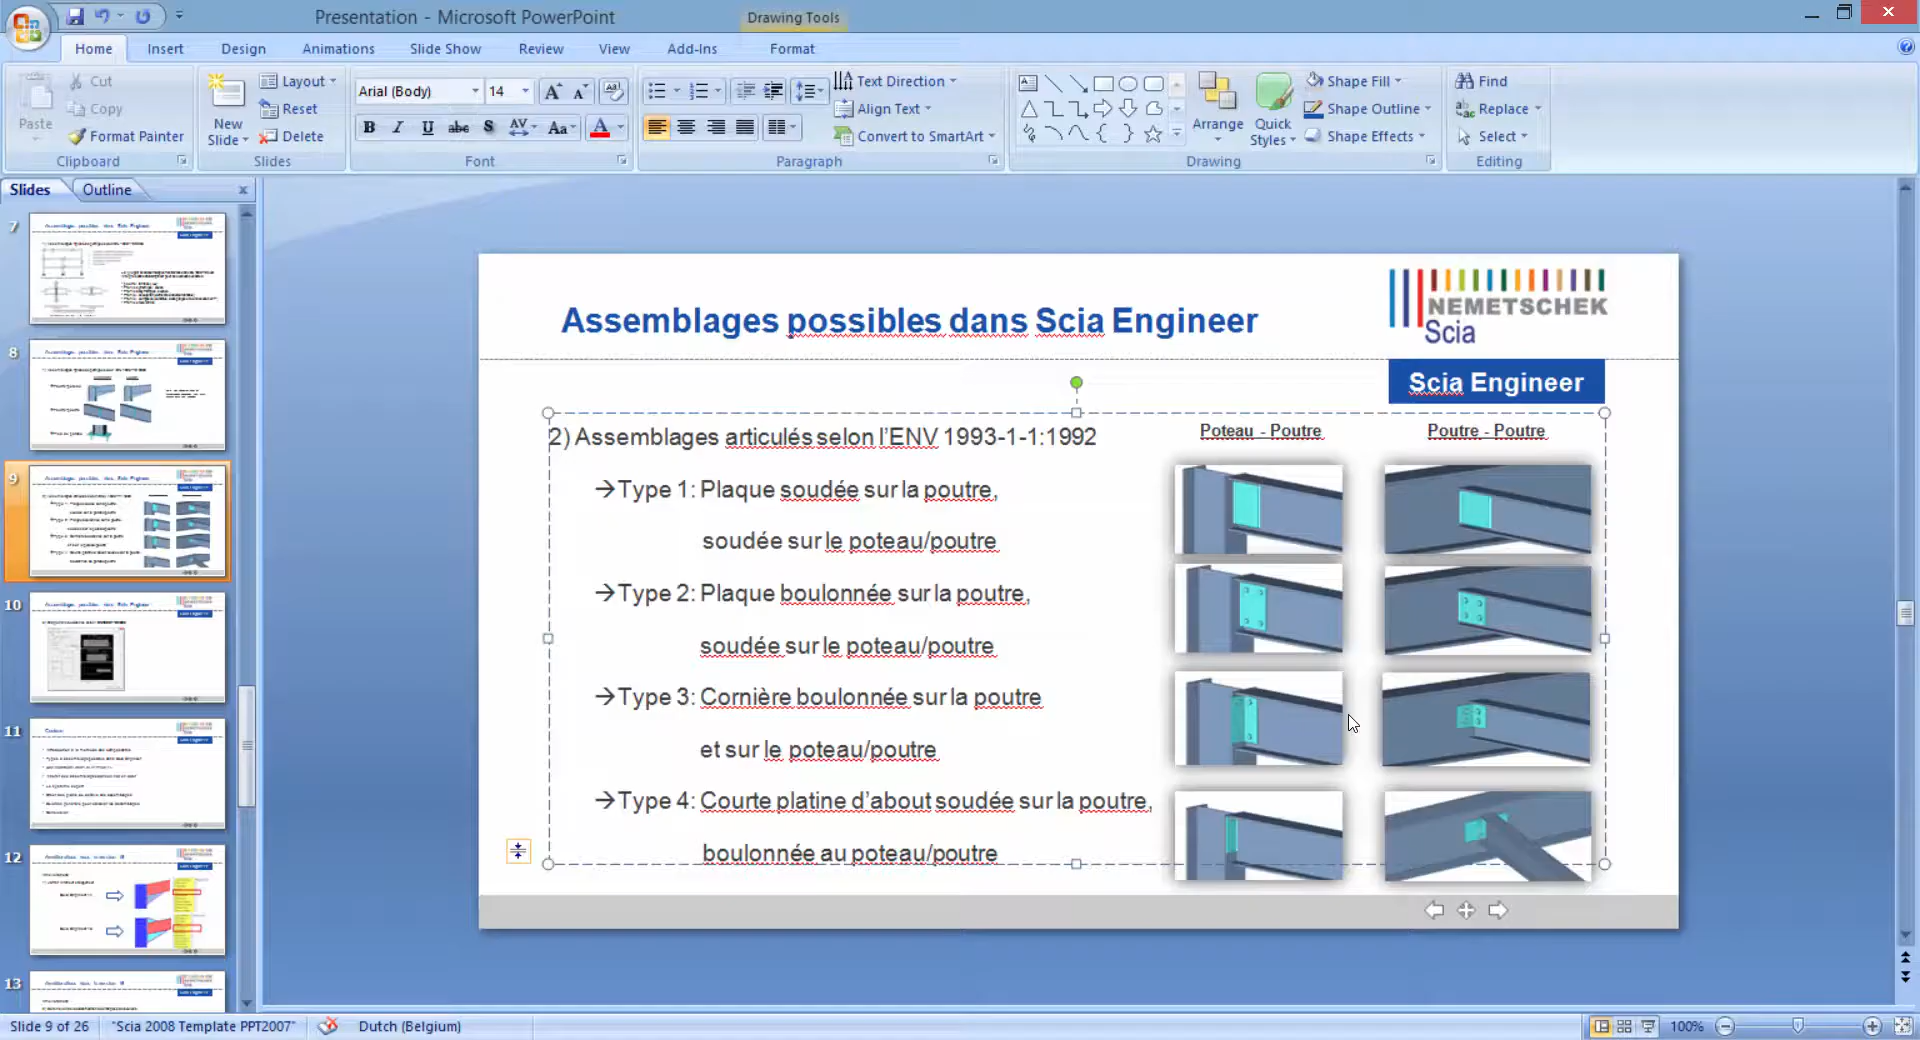 Presentation - Microsoft PowerPoint
Drawing Tools
Home
Insert
Design
Animations
Slide Show
Review
View
Add-Ins
Format
Paste
Cut
Copy
Format Painter
Clipboard
New Slide
Layout
Reset
Delete
Slides
Arial (Body)
14
Font
Text Direction
Align Text
Convert to SmartArt
Paragraph
Arrange
Quick Styles
Shape Fill
Shape Outline
Shape Effects
Drawing
Find
Replace
Select
Editing
Slides
Outline
7
8
9
10
11
12
13
Assemblages possibles dans Scia Engineer
NEMETSCHEK
Scia
Scia Engineer
2) Assemblages articulés selon l'ENV 1993-1-1:1992
Poteau - Poutre
Poutre - Poutre
→Type 1: Plaque soudée sur la poutre,
soudée sur le poteau/poutre
→Type 2: Plaque boulonnée sur la poutre,
soudée sur le poteau/poutre
→Type 3: Cornière boulonnée sur la poutre
et sur le poteau/poutre
→Type 4: Courte platine d'about soudée sur la poutre,
boulonnée au poteau/poutre
Slide 9 of 26
"Scia 2008 Template PPT2007"
Dutch (Belgium)
100%